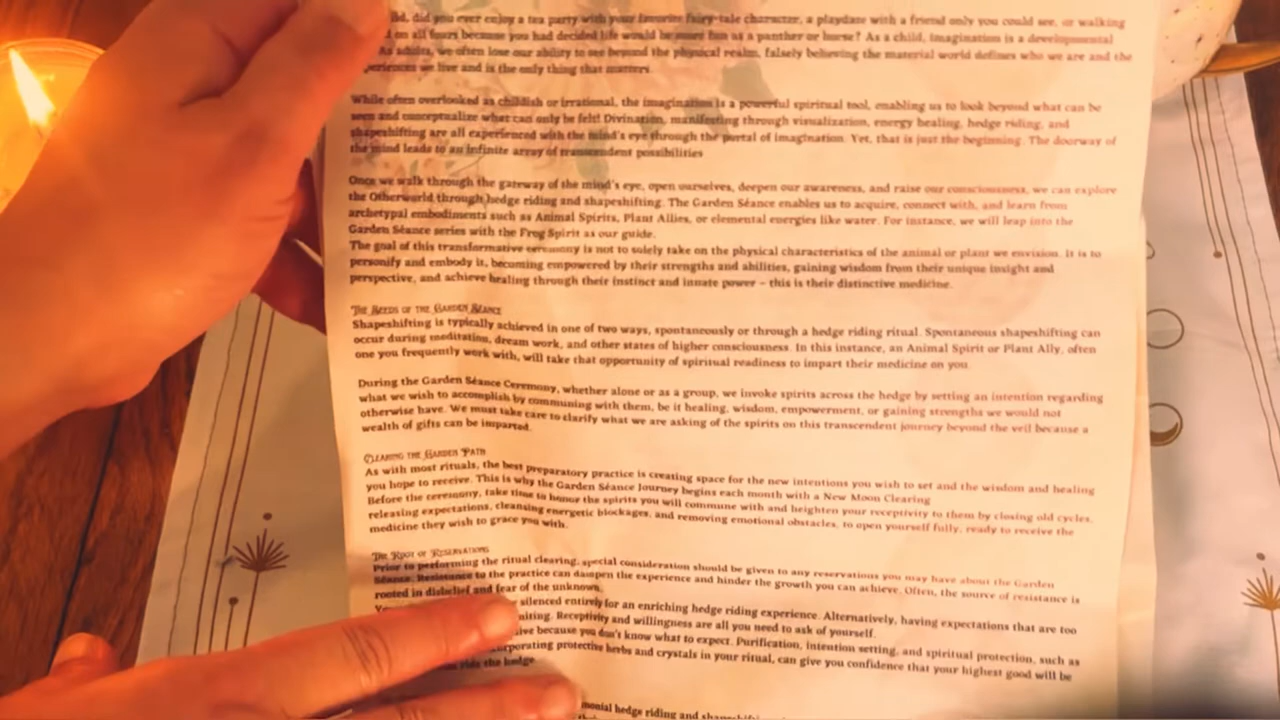 did you ever enjoy a tea party with your favorite fairy-tale character, a playdate with a friend only you could see, or walking
on all fours because you had decided life would be more fun as a panther or horse? As a child, imagination is a developmental
As adults, we often lose our ability to see beyond the physical realm, falsely believing the material world defines who we are and the
we live and is the only thing that matters.
While often overlooked as childish or irrational, the imagination is a powerful spiritual tool, enabling us to look beyond what can be
seen and conceptualize what can only be felt! Divination, manifesting through visualization, energy healing, hedge riding, and
shapeshifting are all experienced with the mind's eye through the portal of imagination. Yet, that is just the beginning. The doorway of
the mind leads to an infinite array of transcendent possibilities
Once we walk through the gateway of the mind's eye, open ourselves, deepen our awareness, and raise our consciousness, we can explore
the Otherworld through hedge riding and shapeshifting. The Garden Séance enables us to acquire, connect with, and learn from
archetypal embodiments such as Animal Spirits, Plant Allies, or elemental energies like water. For instance, we will leap into the
Garden Séance series with the Frog Spirit as our guide.
The goal of this transformative ceremony is not to solely take on the physical characteristics of the animal or plant we envision. It is to
personify and embody it, becoming empowered by their strengths and abilities, gaining wisdom from their unique insight and
perspective, and achieve healing through their instinct and innate power – this is their distinctive medicine.
The Seeds of the Garden Séance
Shapeshifting is typically achieved in one of two ways, spontaneously or through a hedge riding ritual. Spontaneous shapeshifting can
occur during meditation, dream work, and other states of higher consciousness. In this instance, an Animal Spirit or Plant Ally, often
one you frequently work with, will take that opportunity of spiritual readiness to impart their medicine on you.
During the Garden Séance Ceremony, whether alone or as a group, we invoke spirits across the hedge by setting an intention regarding
what we wish to accomplish by communing with them, be it healing, wisdom, empowerment, or gaining strengths we would not
otherwise have. We must take care to clarify what we are asking of the spirits on this transcendent journey beyond the veil because a
wealth of gifts can be imparted.
Clearing the Garden Path
As with most rituals, the best preparatory practice is creating space for the new intentions you wish to set and the wisdom and healing
you hope to receive. This is why the Garden Séance Journey begins each month with a New Moon Clearing
Before the ceremony, take time to honor the spirits you will commune with and heighten your receptivity to them by closing old cycles,
releasing expectations, cleansing energetic blockages, and removing emotional obstacles, to open yourself fully, ready to receive the
medicine they wish to grace you with.
The Root of Reservations
Prior to performing the ritual clearing, special consideration should be given to any reservations you may have about the Garden
Séance. Resistance to the practice can dampen the experience and hinder the growth you can achieve. Often, the source of resistance is
rooted in disbelief and fear of the unknown.
silenced entirely for an enriching hedge riding experience. Alternatively, having expectations that are too
Receptivity and willingness are all you need to ask of yourself.
because you don't know what to expect. Purification, intention setting, and spiritual protection, such as
protective herbs and crystals in your ritual, can give you confidence that your highest good will be
ride the hedge.
hedge riding and